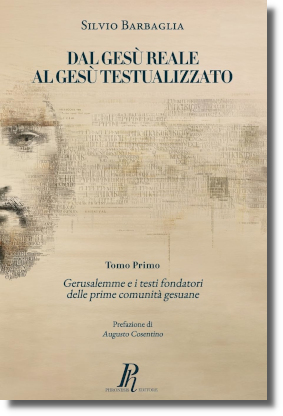 SILVIO BARBAGLIA
DAL GESÙ REALE
AL GESÙ TESTUALIZZATO
Tomo Primo
Gerusalemme e i testi fondatori
delle prime comunità gesuane
Prefazione di
Augusto Cosentino